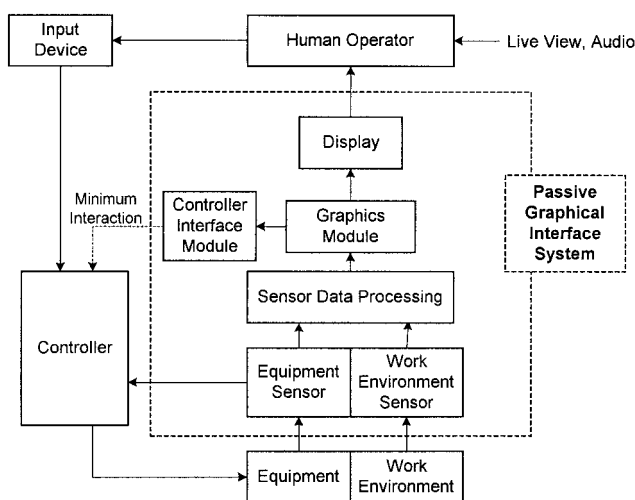 Input
Device
Human Operator
Live View, Audio
Display
Passive
Graphical
Interface
System
Minimum
Interaction
Controller
Interface
Module
Graphics
Module
Sensor Data Processing
Controller
Equipment
Sensor
Work
Environment
Sensor
Equipment
Work
Environment